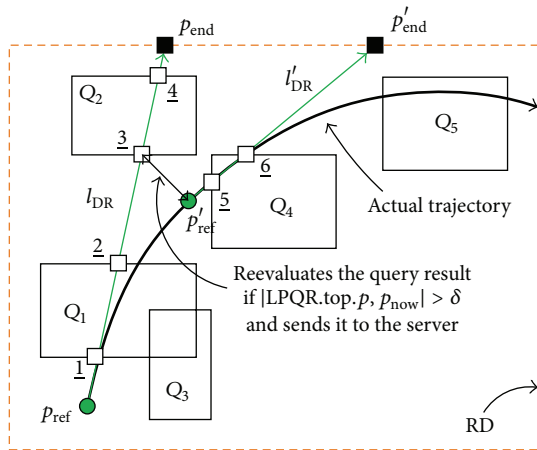 p_end
p'_end
Q₂
4
l'_DR
3
Q₅
6
l_DR
5
p'_ref
Q₄
Actual trajectory
2
Reevaluates the query result
if |LPQR.top.p, p_now| > δ
and sends it to the server
Q₁
1
Q₃
p_ref
RD